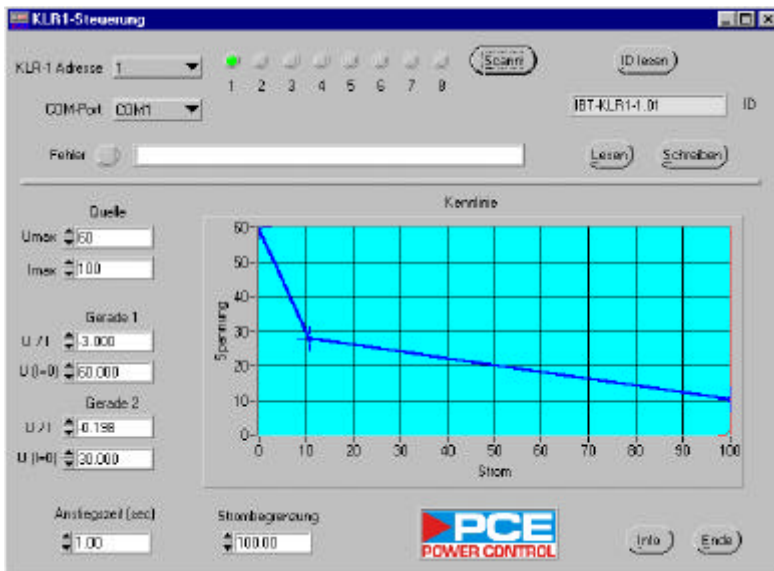 KLR1-Steuerung
KLR-1 Adresse 1
1 2 3 4 5 6 7 8
Scann
ID lesen
COM-Port COM1
IBT-KLR1-1.01 ID
Fehler
Lesen Schreiben
Quelle
Umax 60
Imax 100
Gerade 1
U / I -3.000
U (I=0) 60.000
Gerade 2
U / I -0.198
U (I=0) 30.000
Kennlinie
Spannung
60
50
40
30
20
10
0
0 10 20 30 40 50 60 70 80 90 100
Strom
Anstiegszeit (sec)
1.00
Strombegrenzung
100.00
PCE
POWER CONTROL
Info Ende